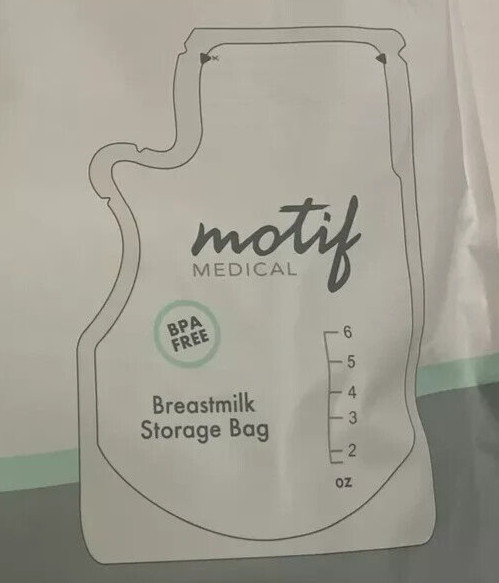 motif
MEDICAL
BPA
FREE
Breastmilk
Storage Bag
6
5
4
3
2
oz